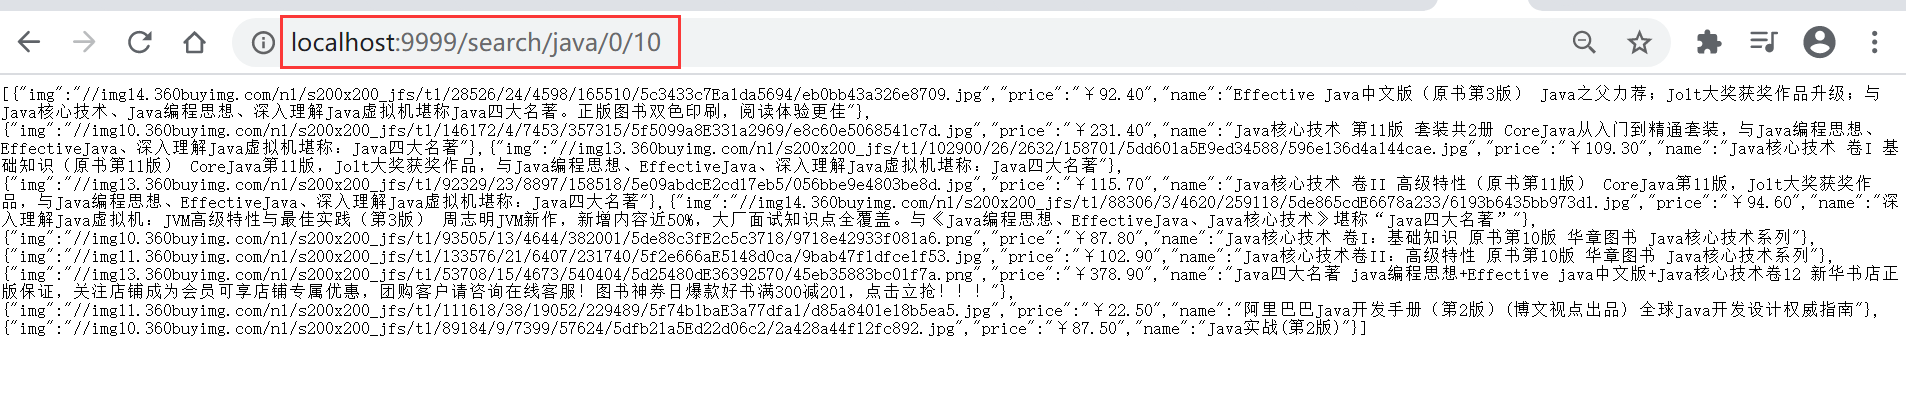 localhost:9999/search/java/0/10
[{"img":"//img14.360buyimg.com/n1/s200x200_jfs/t1/28526/24/4598/165510/5c3433c7Ea1da5694/eb0bb43a326e8709.jpg","price":"￥92.40","name":"Effective Java中文版（原书第3版） Java之父力荐；Jolt大奖获奖作品升级；与
Java核心技术、Java编程思想、深入理解Java虚拟机堪称Java四大名著。正版图书双色印刷，阅读体验更佳"},
{"img":"//img10.360buyimg.com/n1/s200x200_jfs/t1/146172/4/7453/357315/5f5099a8E331a2969/e8c60e5068541c7d.jpg","price":"￥231.40","name":"Java核心技术 第11版 套装共2册 CoreJava从入门到精通套装，与Java编程思想、
EffectiveJava、深入理解Java虚拟机堪称：Java四大名著"},{"img":"//img13.360buyimg.com/n1/s200x200_jfs/t1/102900/26/2632/158701/5dd601a5E9ed34588/596e136d4a144cae.jpg","price":"￥109.30","name":"Java核心技术 卷I 基
础知识（原书第11版） CoreJava第11版，Jolt大奖获奖作品，与Java编程思想、EffectiveJava、深入理解Java虚拟机堪称：Java四大名著"},
{"img":"//img13.360buyimg.com/n1/s200x200_jfs/t1/92329/23/8897/158518/5e09abdcE2cd17eb5/056bbe9e4803be8d.jpg","price":"￥115.70","name":"Java核心技术 卷II 高级特性（原书第11版） CoreJava第11版，Jolt大奖获奖作
品，与Java编程思想、EffectiveJava、深入理解Java虚拟机堪称：Java四大名著"},{"img":"//img14.360buyimg.com/n1/s200x200_jfs/t1/88306/3/4620/259118/5de865cdE6678a233/6193b6435bb973d1.jpg","price":"￥94.60","name":"深
入理解Java虚拟机：JVM高级特性与最佳实践（第3版） 周志明JVM新作，新增内容近50%，大厂面试知识点全覆盖。与《Java编程思想、EffectiveJava、Java核心技术》堪称“Java四大名著”"},
{"img":"//img10.360buyimg.com/n1/s200x200_jfs/t1/93505/13/4644/382001/5de88c3fE2c5c3718/9718e42933f081a6.png","price":"￥87.80","name":"Java核心技术 卷I：基础知识 原书第10版 华章图书 Java核心技术系列"},
{"img":"//img11.360buyimg.com/n1/s200x200_jfs/t1/133576/21/6407/231740/5f2e666aE5148d0ca/9bab47f1dfce1f53.jpg","price":"￥102.90","name":"Java核心技术卷II：高级特性 原书第10版 华章图书 Java核心技术系列"},
{"img":"//img13.360buyimg.com/n1/s200x200_jfs/t1/53708/15/4673/540404/5d25480dE36392570/45eb35883bc01f7a.png","price":"￥378.90","name":"Java四大名著 java编程思想+Effective java中文版+Java核心技术卷12 新华书店正
版保证，关注店铺成为会员可享店铺专属优惠，团购客户请咨询在线客服！图书神券日爆款好书满300减201，点击立抢！！！"},
{"img":"//img11.360buyimg.com/n1/s200x200_jfs/t1/111618/38/19052/229489/5f74b1baE3a77dfa1/d85a8401e18b5ea5.jpg","price":"￥22.50","name":"阿里巴巴Java开发手册（第2版）(博文视点出品) 全球Java开发设计权威指南"},
{"img":"//img10.360buyimg.com/n1/s200x200_jfs/t1/89184/9/7399/57624/5dfb21a5Ed22d06c2/2a428a44f12fc892.jpg","price":"￥87.50","name":"Java实战(第2版)"}]